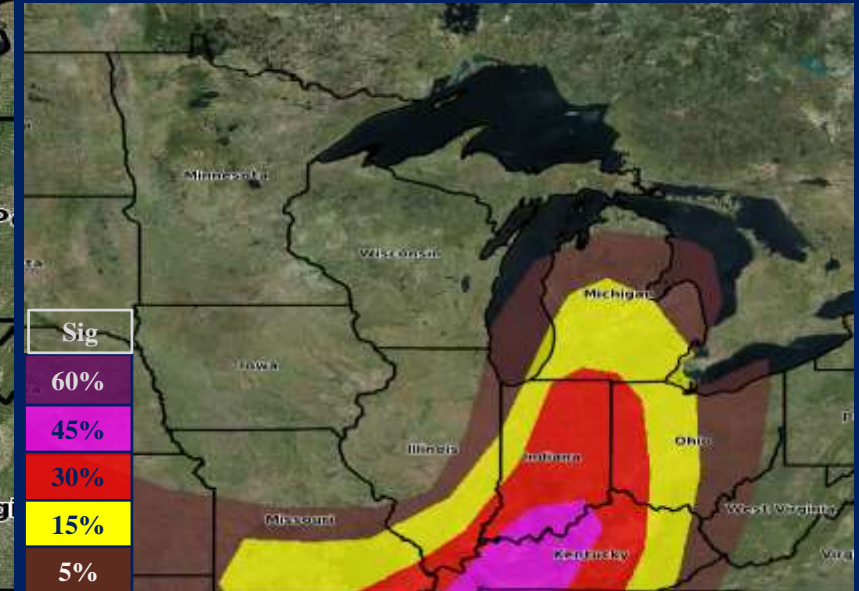 Minnesota
Wisconsin
Michigan
Iowa
Illinois
Indiana
Ohio
Missouri
West Virginia
Kentucky
Sig
60%
45%
30%
15%
5%